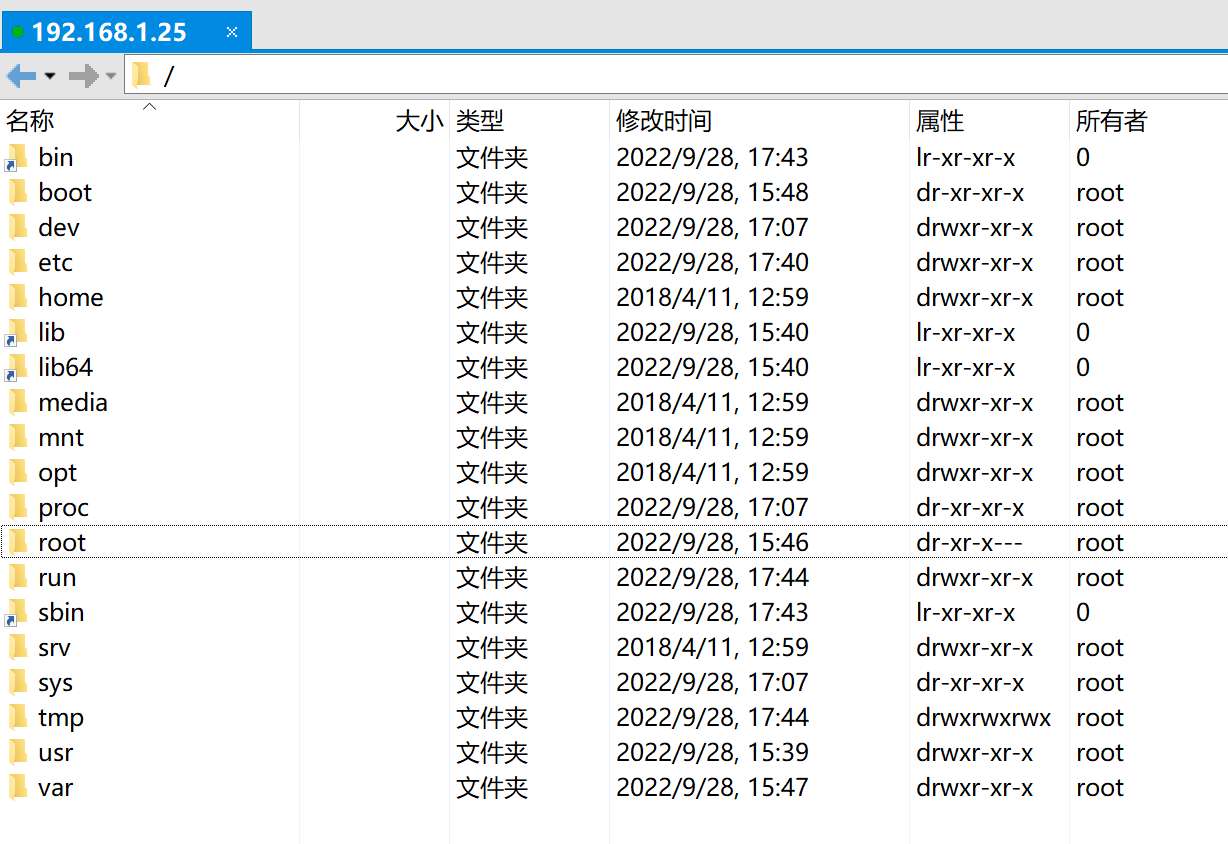 192.168.1.25 ×
/
名称 大小 类型 修改时间 属性 所有者
bin 文件夹 2022/9/28, 17:43 lr-xr-xr-x 0
boot 文件夹 2022/9/28, 15:48 dr-xr-xr-x root
dev 文件夹 2022/9/28, 17:07 drwxr-xr-x root
etc 文件夹 2022/9/28, 17:40 drwxr-xr-x root
home 文件夹 2018/4/11, 12:59 drwxr-xr-x root
lib 文件夹 2022/9/28, 15:40 lr-xr-xr-x 0
lib64 文件夹 2022/9/28, 15:40 lr-xr-xr-x 0
media 文件夹 2018/4/11, 12:59 drwxr-xr-x root
mnt 文件夹 2018/4/11, 12:59 drwxr-xr-x root
opt 文件夹 2018/4/11, 12:59 drwxr-xr-x root
proc 文件夹 2022/9/28, 17:07 dr-xr-xr-x root
root 文件夹 2022/9/28, 15:46 dr-xr-x--- root
run 文件夹 2022/9/28, 17:44 drwxr-xr-x root
sbin 文件夹 2022/9/28, 17:43 lr-xr-xr-x 0
srv 文件夹 2018/4/11, 12:59 drwxr-xr-x root
sys 文件夹 2022/9/28, 17:07 dr-xr-xr-x root
tmp 文件夹 2022/9/28, 17:44 drwxrwxrwx root
usr 文件夹 2022/9/28, 15:39 drwxr-xr-x root
var 文件夹 2022/9/28, 15:47 drwxr-xr-x root